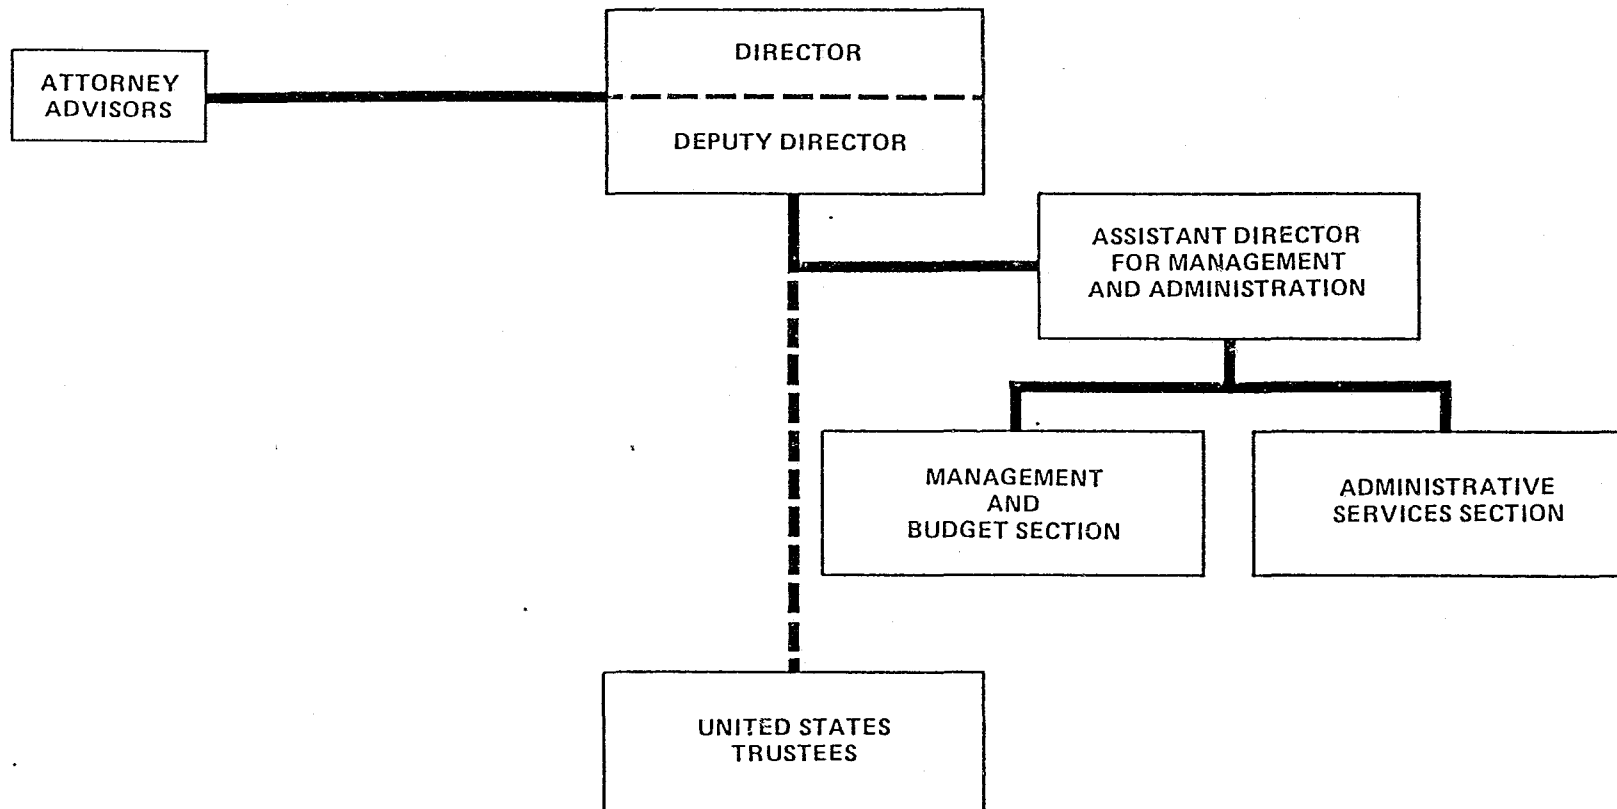 DIRECTOR
ATTORNEY
ADVISORS
DEPUTY DIRECTOR
ASSISTANT DIRECTOR
FOR MANAGEMENT
AND ADMINISTRATION
MANAGEMENT
AND
BUDGET SECTION
ADMINISTRATIVE
SERVICES SECTION
UNITED STATES
TRUSTEES